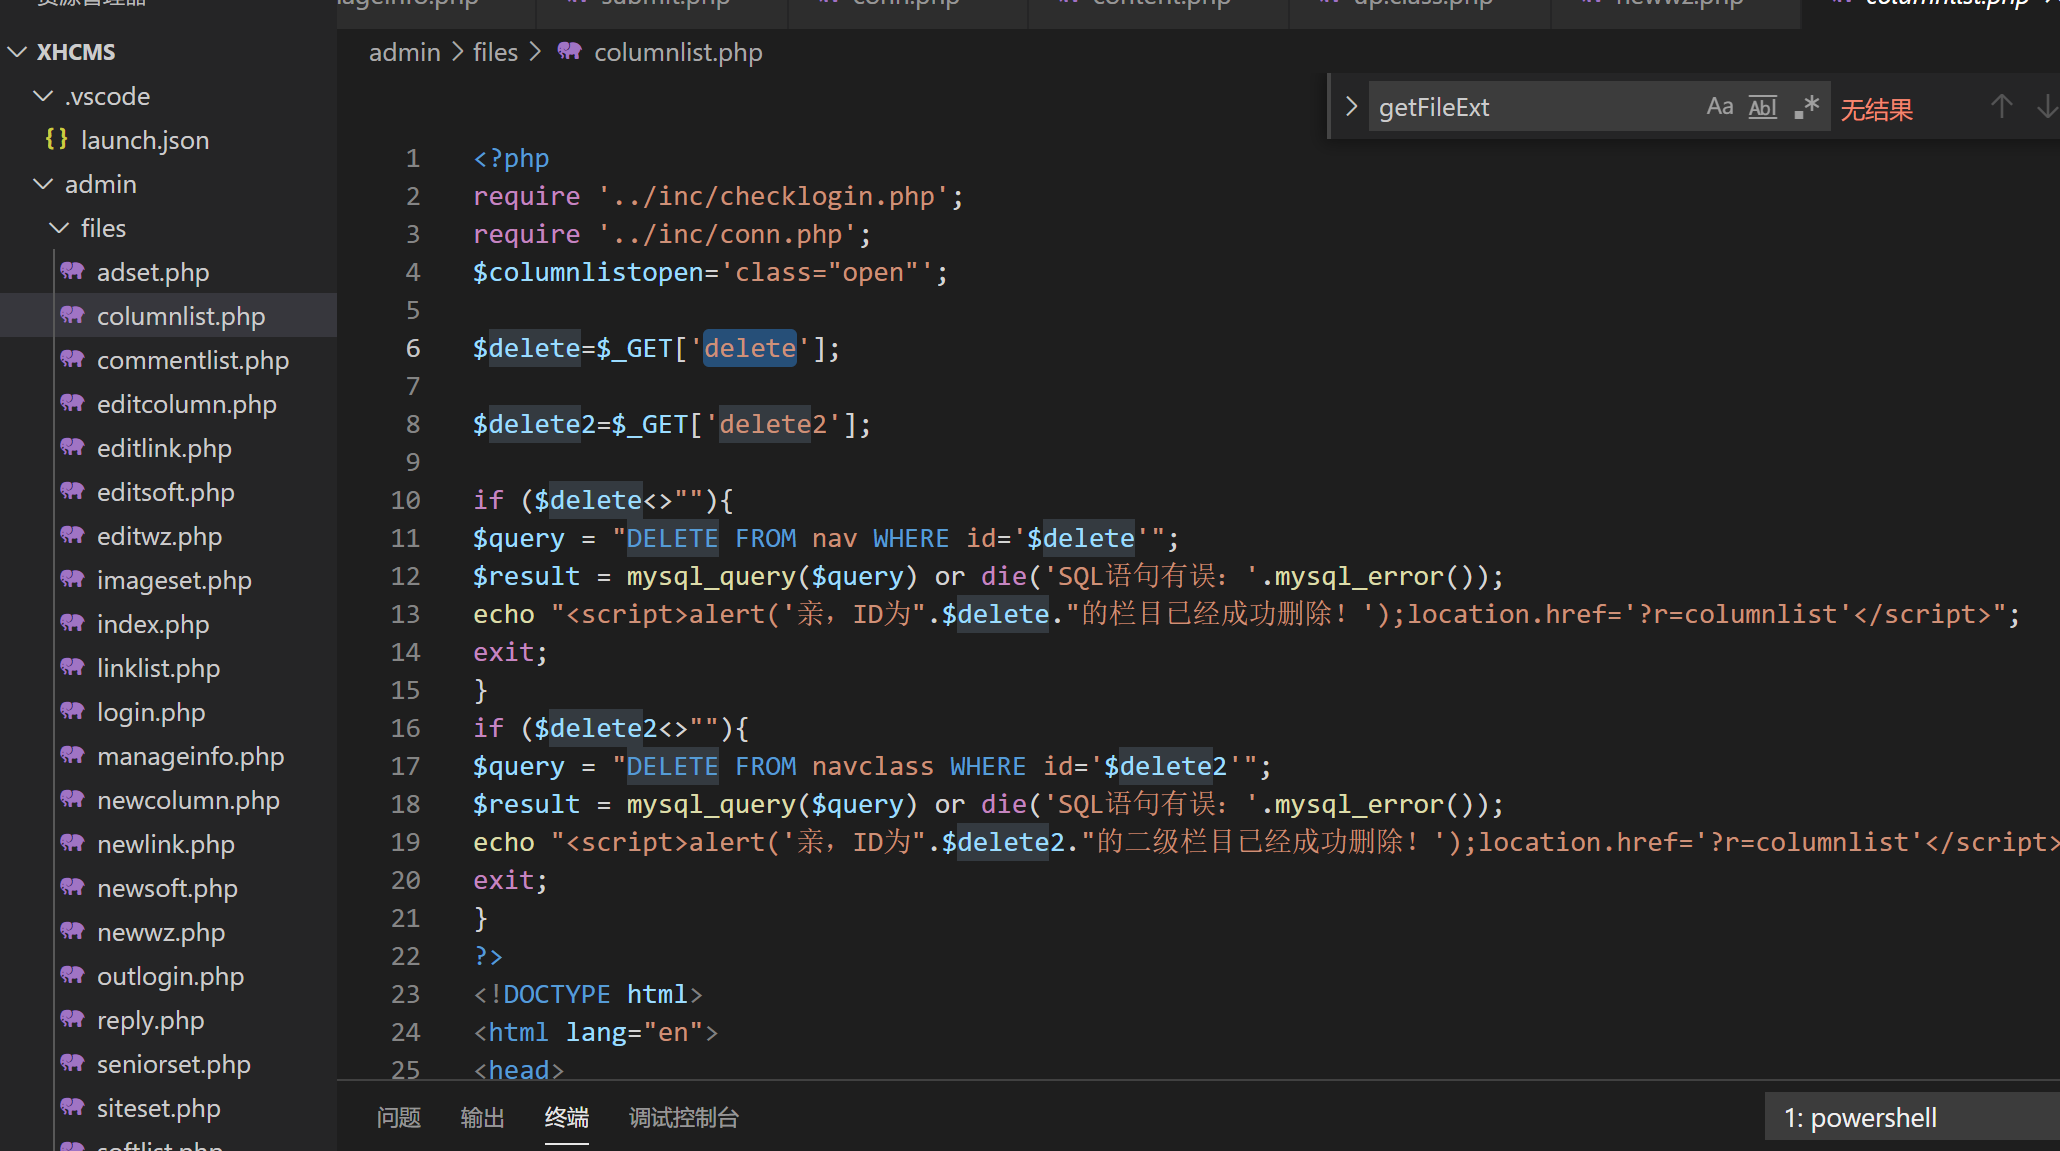 资源管理器
XHCMS
.vscode
{} launch.json
admin
files
adset.php
columnlist.php
commentlist.php
editcolumn.php
editlink.php
editsoft.php
editwz.php
imageset.php
index.php
linklist.php
login.php
manageinfo.php
newcolumn.php
newlink.php
newsoft.php
newwz.php
outlogin.php
reply.php
seniorset.php
siteset.php
softlist.php
ageinfo.php submit.php conn.php content.php up.class.php newwz.php columnlist.php
admin > files > columnlist.php
getFileExt Aa Abl .* 无结果
1 <?php
2 require '../inc/checklogin.php';
3 require '../inc/conn.php';
4 $columnlistopen='class="open"';
5
6 $delete=$_GET['delete'];
7
8 $delete2=$_GET['delete2'];
9
10 if ($delete<>""){
11 $query = "DELETE FROM nav WHERE id='$delete'";
12 $result = mysql_query($query) or die('SQL语句有误：'.mysql_error());
13 echo "<script>alert('亲，ID为".$delete."的栏目已经成功删除！');location.href='?r=columnlist'</script>";
14 exit;
15 }
16 if ($delete2<>""){
17 $query = "DELETE FROM navclass WHERE id='$delete2'";
18 $result = mysql_query($query) or die('SQL语句有误：'.mysql_error());
19 echo "<script>alert('亲，ID为".$delete2."的二级栏目已经成功删除！');location.href='?r=columnlist'</script>
20 exit;
21 }
22 ?>
23 <!DOCTYPE html>
24 <html lang="en">
25 <head>
问题 输出 终端 调试控制台 1: powershell